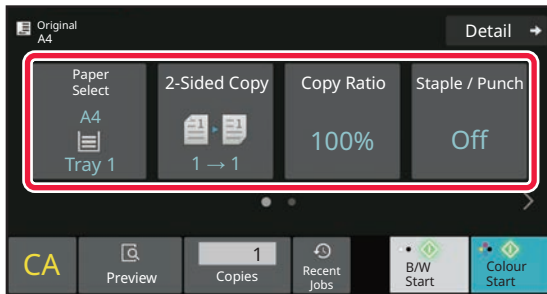 Original
A4
Detail
Paper
Select
A4
Tray 1
2-Sided Copy
1 → 1
Copy Ratio
100%
Staple / Punch
Off
CA
Preview
1
Copies
Recent
Jobs
B/W
Start
Colour
Start